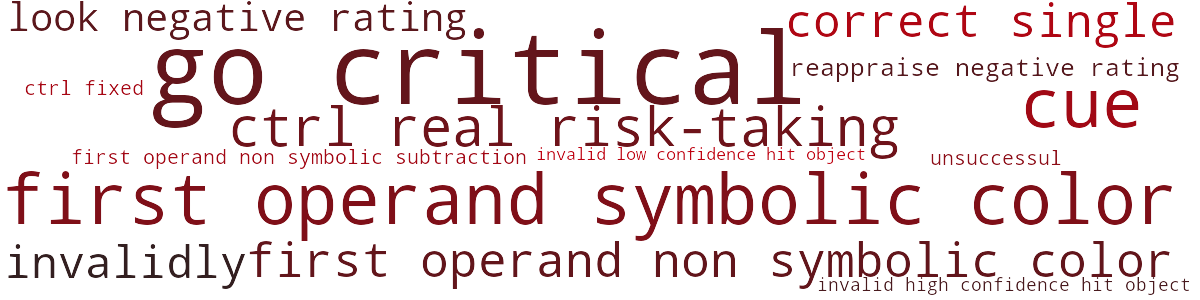 look negative rating
correct single
go critical
reappraise negative rating
ctrl fixed
cue
ctrl real risk-taking
first operand non symbolic subtraction
invalid low confidence hit object
unsuccessul
first operand symbolic color
invalidly
first operand non symbolic color
invalid high confidence hit object